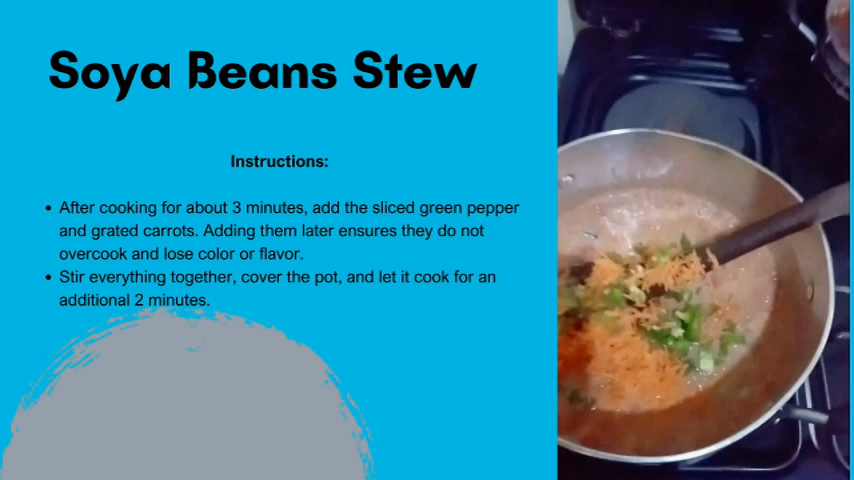 Soya Beans Stew
Instructions:
• After cooking for about 3 minutes, add the sliced green pepper
and grated carrots. Adding them later ensures they do not
overcook and lose color or flavor.
• Stir everything together, cover the pot, and let it cook for an
additional 2 minutes.